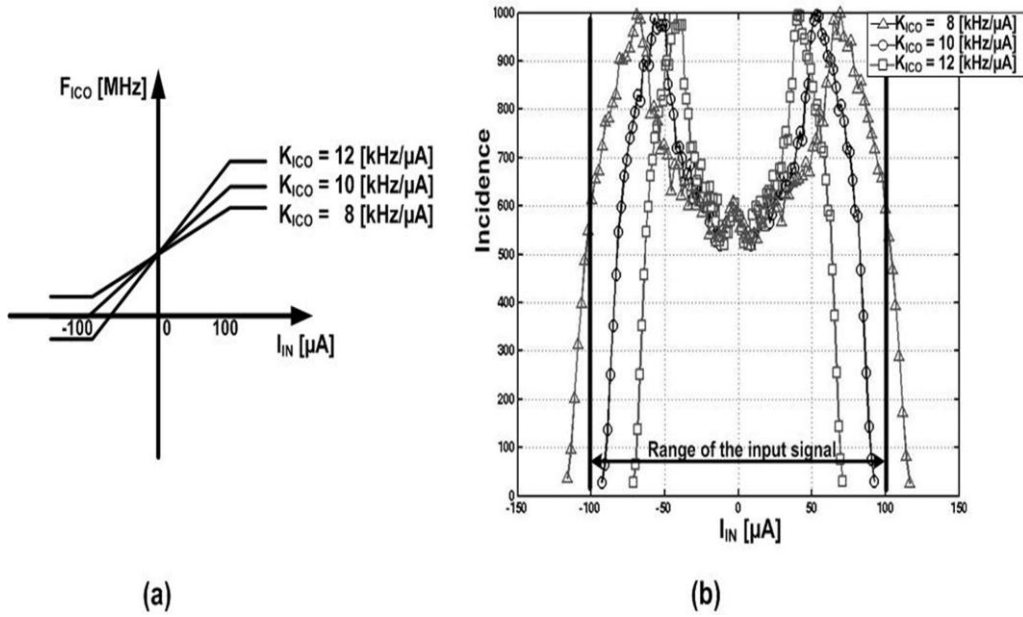 F_ICO [MHz]
K_ICO = 12 [kHz/µA]
K_ICO = 10 [kHz/µA]
K_ICO = 8 [kHz/µA]
-100
0
100
I_IN [µA]
(a)
K_ICO = 8 [kHz/µA]
K_ICO = 10 [kHz/µA]
K_ICO = 12 [kHz/µA]
Incidence
1000
900
800
700
600
500
400
300
200
100
0
Range of the input signal
-150
-100
-50
0
50
100
150
I_IN [µA]
(b)